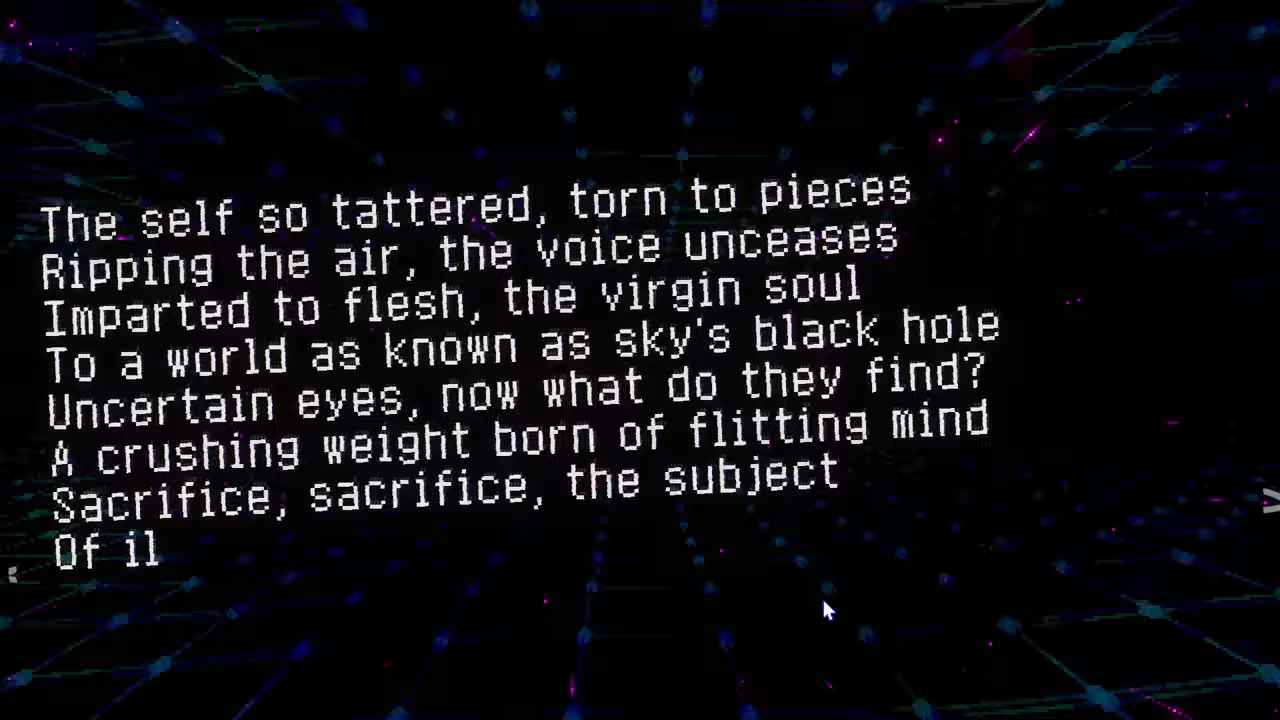 The self so tattered, torn to pieces
Ripping the air, the voice unceases
Imparted to flesh, the virgin soul
To a world as known as sky's black hole
Uncertain eyes, now what do they find?
A crushing weight born of flitting mind
Sacrifice, sacrifice, the subject
Of il